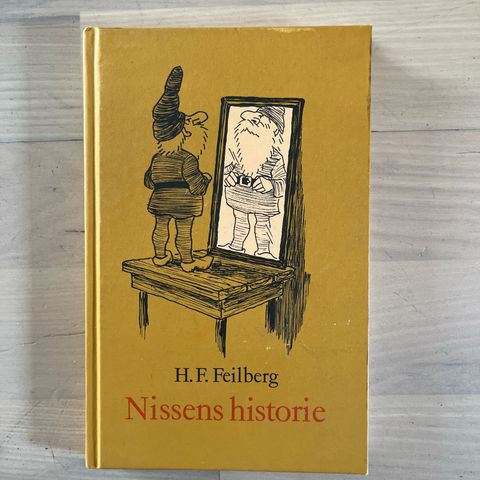 H. F. Feilberg
Nissens historie